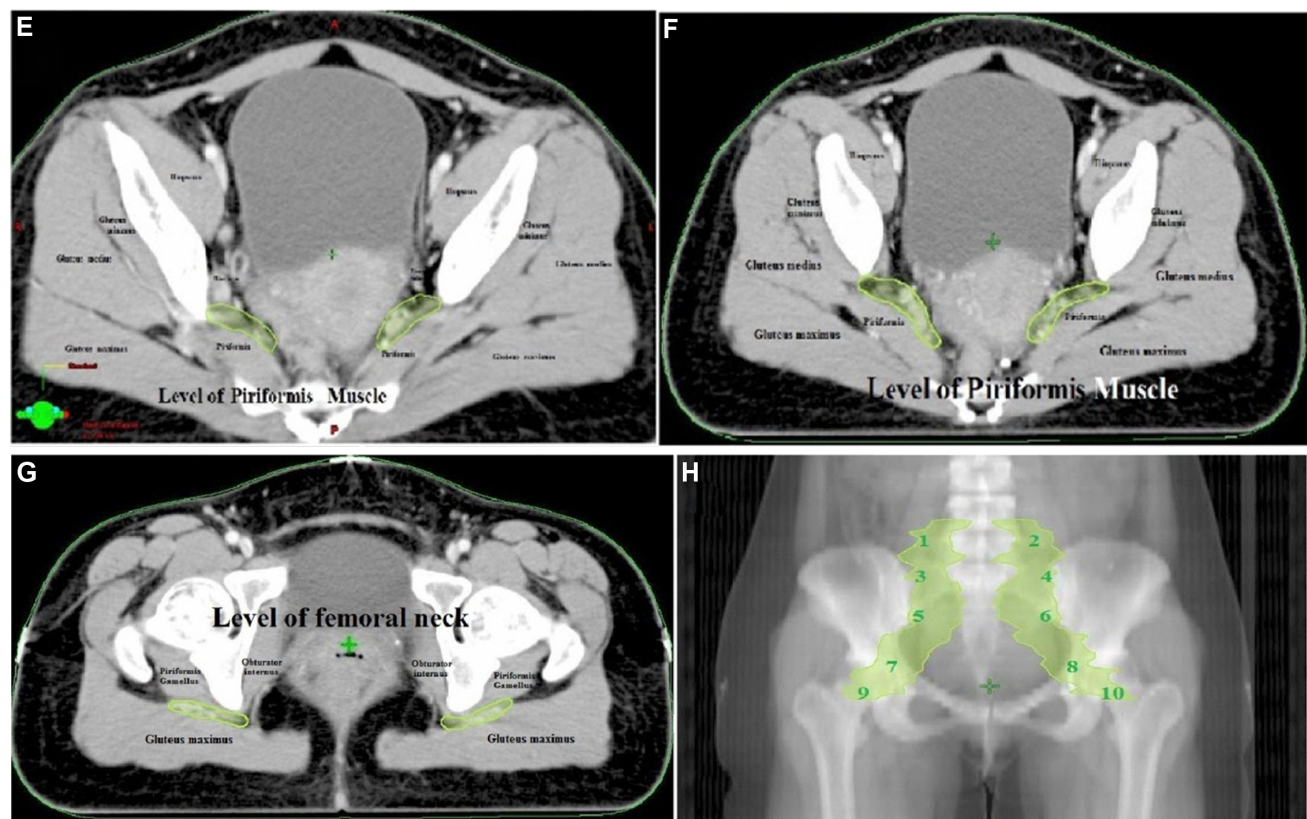 E
A
Iliopsoas
Iliopsoas
Gluteus
minimus
Gluteus
minimus
Gluteus medius
Gluteus medius
Piriformis
Piriformis
Gluteus maximus
Gluteus maximus
Level of Piriformis Muscle
P
F
Iliopsoas
Iliopsoas
Gluteus
minimus
Gluteus
minimus
Gluteus medius
Gluteus medius
Piriformis
Piriformis
Gluteus maximus
Gluteus maximus
Level of Piriformis Muscle
G
Level of femoral neck
Piriformis
Gamellus
Obturator
internus
Obturator
internus
Piriformis
Gamellus
Gluteus maximus
Gluteus maximus
H
1 2
3 4
5 6
7 8
9 10